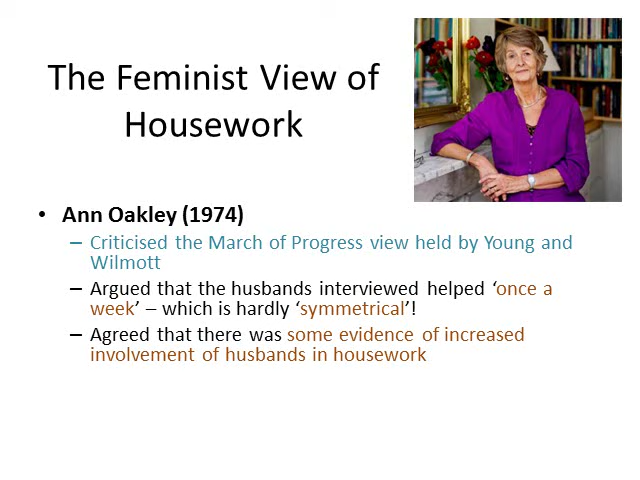 The Feminist View of
Housework
• Ann Oakley (1974)
– Criticised the March of Progress view held by Young and
Wilmott
– Argued that the husbands interviewed helped ‘once a
week’ – which is hardly ‘symmetrical’!
– Agreed that there was some evidence of increased
involvement of husbands in housework